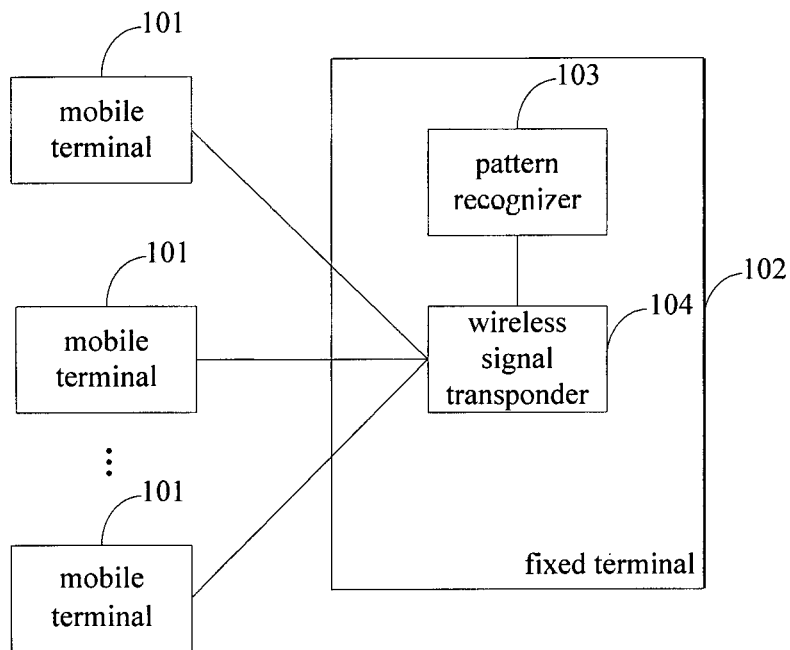 101
mobile
terminal
103
pattern
recognizer
101
mobile
terminal
102
104
wireless
signal
transponder
101
mobile
terminal
fixed terminal